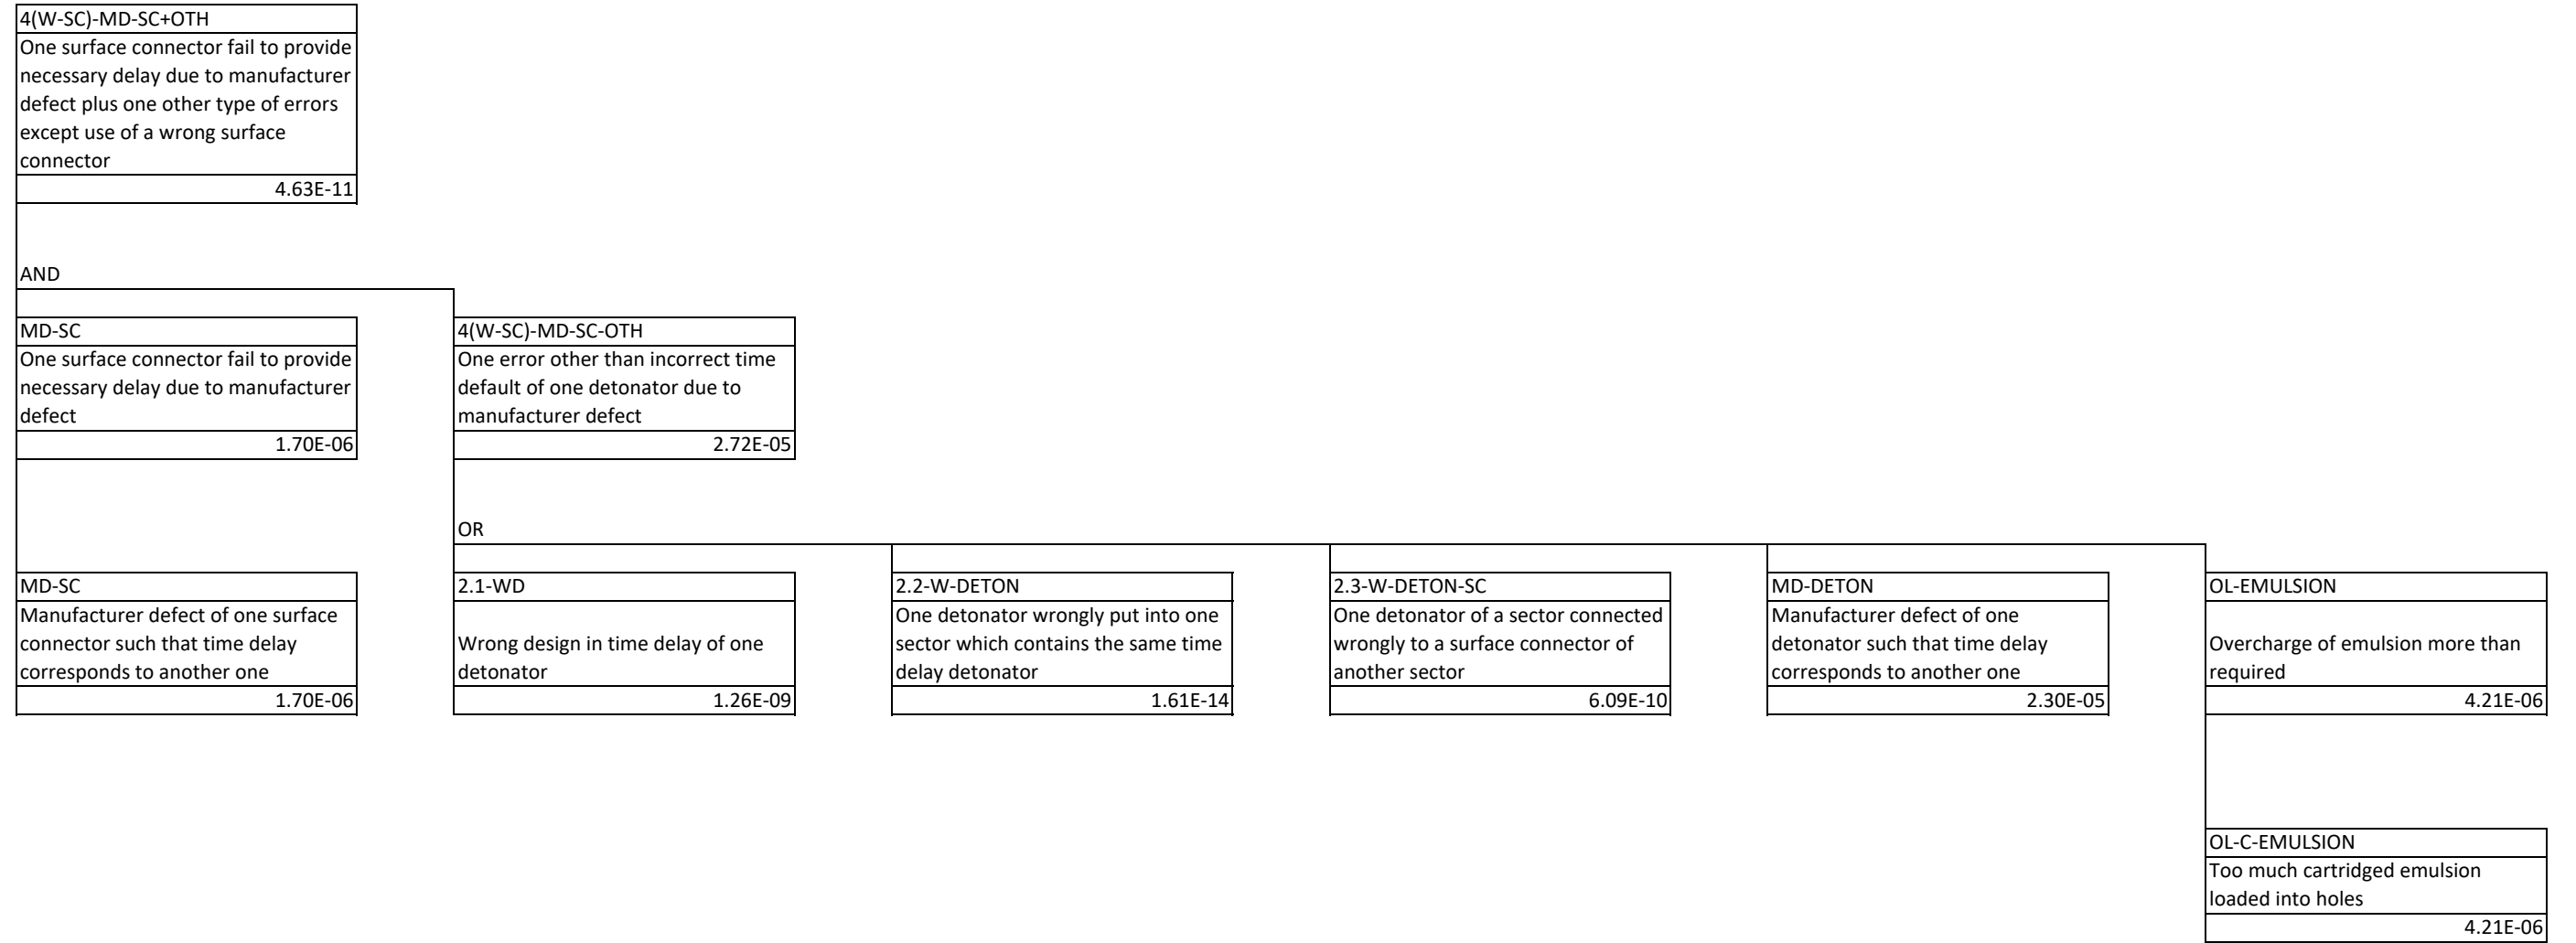 4(W-SC)-MD-SC+OTH
One surface connector fail to provide
necessary delay due to manufacturer
defect plus one other type of errors
except use of a wrong surface
connector
4.63E-11
AND
MD-SC
One surface connector fail to provide
necessary delay due to manufacturer
defect
1.70E-06
4(W-SC)-MD-SC-OTH
One error other than incorrect time
default of one detonator due to
manufacturer defect
2.72E-05
OR
MD-SC
Manufacturer defect of one surface
connector such that time delay
corresponds to another one
1.70E-06
2.1-WD
Wrong design in time delay of one
detonator
1.26E-09
2.2-W-DETON
One detonator wrongly put into one
sector which contains the same time
delay detonator
1.61E-14
2.3-W-DETON-SC
One detonator of a sector connected
wrongly to a surface connector of
another sector
6.09E-10
MD-DETON
Manufacturer defect of one
detonator such that time delay
corresponds to another one
2.30E-05
OL-EMULSION
Overcharge of emulsion more than
required
4.21E-06
OL-C-EMULSION
Too much cartridged emulsion
loaded into holes
4.21E-06